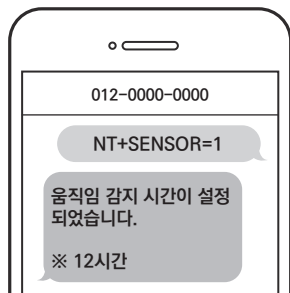 012-0000-0000
NT+SENSOR=1
움직임 감지 시간이 설정
되었습니다.
※ 12시간